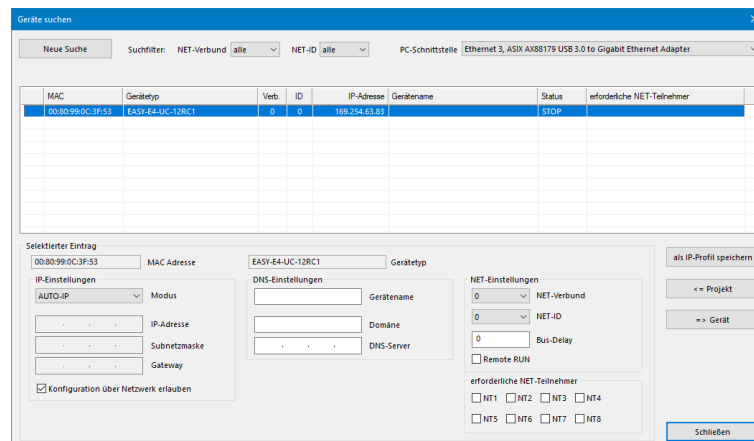 Geräte suchen
Neue Suche Suchfilter: NET-Verbund alle NET-ID alle PC-Schnittstelle Ethernet 3, ASIX AX88179 USB 3.0 to Gigabit Ethernet Adapter
MAC Gerätetyp Verb. ID IP-Adresse Gerätename Status erforderliche NET-Teilnehmer
00:80:99:0C:3F:53 EASY-E4-UC-12RC1 0 0 169.254.63.83 STOP
Selektierter Eintrag
00:80:99:0C:3F:53 MAC Adresse EASY-E4-UC-12RC1 Gerätetyp als IP-Profil speichern
IP-Einstellungen DNS-Einstellungen NET-Einstellungen
AUTO-IP Modus Gerätename 0 NET-Verbund <= Projekt
IP-Adresse Domäne 0 NET-ID => Gerät
Subnetzmaske DNS-Server 0 Bus-Delay
Gateway Remote RUN
Konfiguration über Netzwerk erlauben erforderliche NET-Teilnehmer
NT1 NT2 NT3 NT4
NT5 NT6 NT7 NT8
Schließen